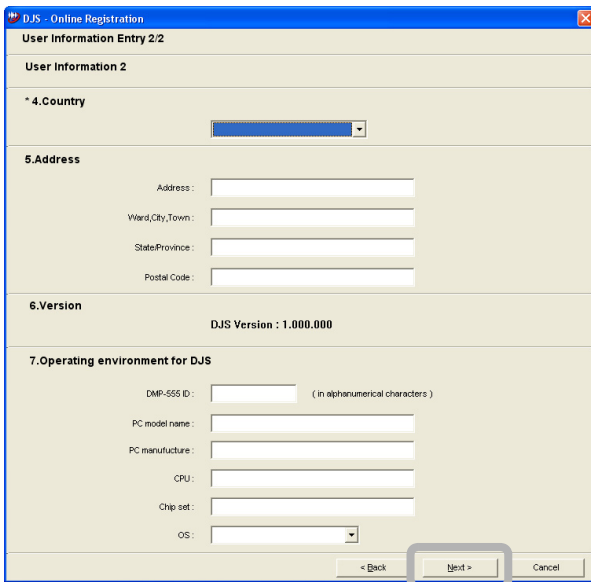 DJS - Online Registration
User Information Entry 2/2
User Information 2
* 4.Country
5.Address
Address :
Ward,City,Town :
State/Province :
Postal Code :
6.Version
DJS Version : 1.000.000
7.Operating environment for DJS
DMP-555 ID : ( in alphanumerical characters )
PC model name :
PC manufucture :
CPU :
Chip set :
OS :
< Back Next > Cancel